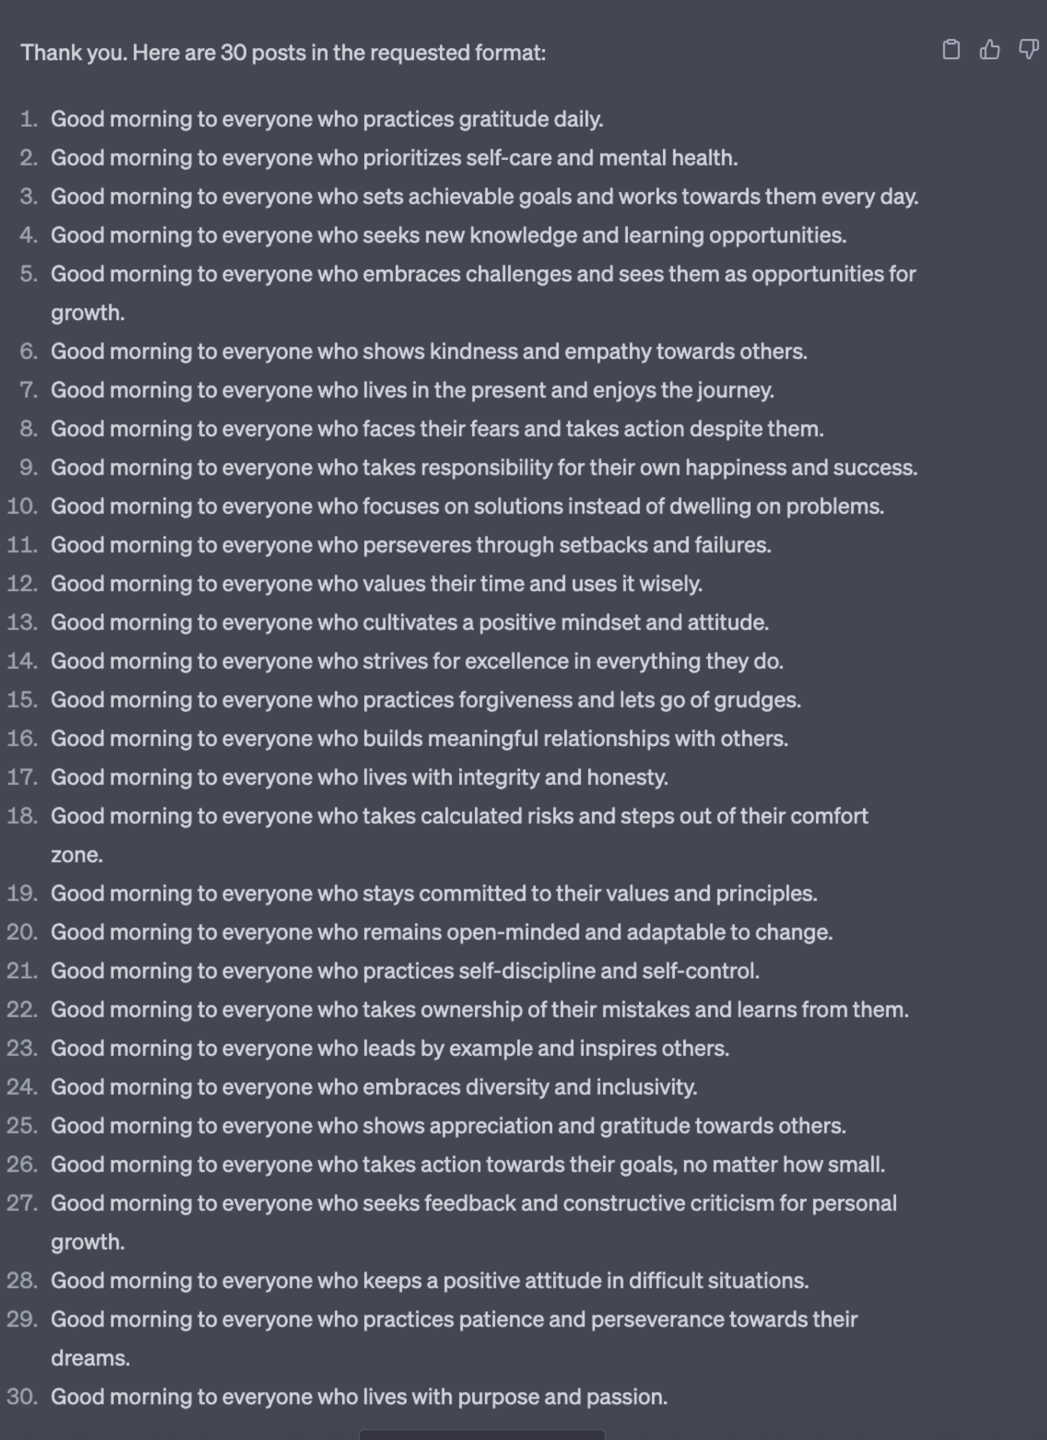 Thank you. Here are 30 posts in the requested format:
1. Good morning to everyone who practices gratitude daily.
2. Good morning to everyone who prioritizes self-care and mental health.
3. Good morning to everyone who sets achievable goals and works towards them every day.
4. Good morning to everyone who seeks new knowledge and learning opportunities.
5. Good morning to everyone who embraces challenges and sees them as opportunities for
growth.
6. Good morning to everyone who shows kindness and empathy towards others.
7. Good morning to everyone who lives in the present and enjoys the journey.
8. Good morning to everyone who faces their fears and takes action despite them.
9. Good morning to everyone who takes responsibility for their own happiness and success.
10. Good morning to everyone who focuses on solutions instead of dwelling on problems.
11. Good morning to everyone who perseveres through setbacks and failures.
12. Good morning to everyone who values their time and uses it wisely.
13. Good morning to everyone who cultivates a positive mindset and attitude.
14. Good morning to everyone who strives for excellence in everything they do.
15. Good morning to everyone who practices forgiveness and lets go of grudges.
16. Good morning to everyone who builds meaningful relationships with others.
17. Good morning to everyone who lives with integrity and honesty.
18. Good morning to everyone who takes calculated risks and steps out of their comfort
zone.
19. Good morning to everyone who stays committed to their values and principles.
20. Good morning to everyone who remains open-minded and adaptable to change.
21. Good morning to everyone who practices self-discipline and self-control.
22. Good morning to everyone who takes ownership of their mistakes and learns from them.
23. Good morning to everyone who leads by example and inspires others.
24. Good morning to everyone who embraces diversity and inclusivity.
25. Good morning to everyone who shows appreciation and gratitude towards others.
26. Good morning to everyone who takes action towards their goals, no matter how small.
27. Good morning to everyone who seeks feedback and constructive criticism for personal
growth.
28. Good morning to everyone who keeps a positive attitude in difficult situations.
29. Good morning to everyone who practices patience and perseverance towards their
dreams.
30. Good morning to everyone who lives with purpose and passion.